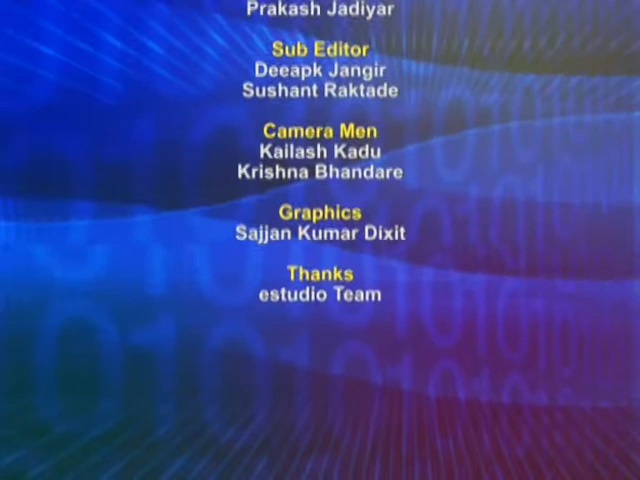 Prakash Jadiyar
Sub Editor
Deeapk Jangir
Sushant Raktade
Camera Men
Kailash Kadu
Krishna Bhandare
Graphics
Sajjan Kumar Dixit
Thanks
estudio Team